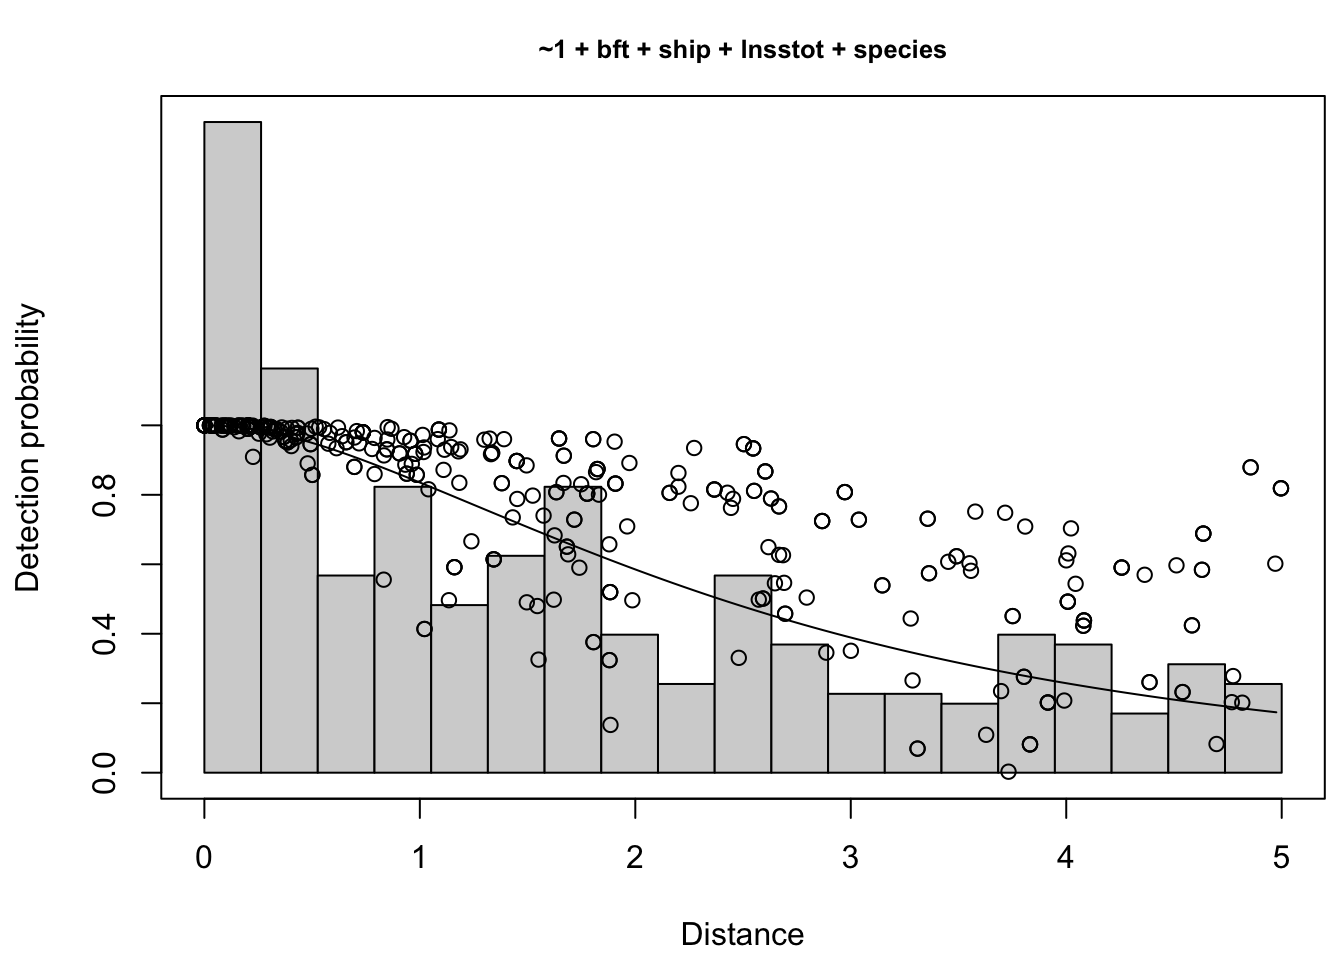 ~1 + bft + ship + lnsstot + species
Detection probability
0.8
0.4
0.0
0 1 2 3 4 5
Distance